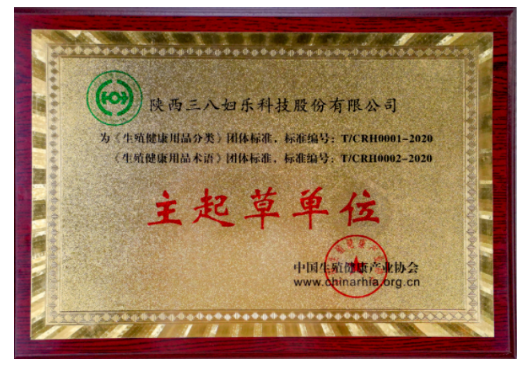 陕西三八妇乐科技股份有限公司
为《生殖健康用品分类》团体标准,标准编号:T/CRH0001-2020
《生殖健康用品术语》团体标准,标准编号:T/CRH0002-2020
主起草单位
中国生殖健康产业协会
www.chinarhia.org.cn